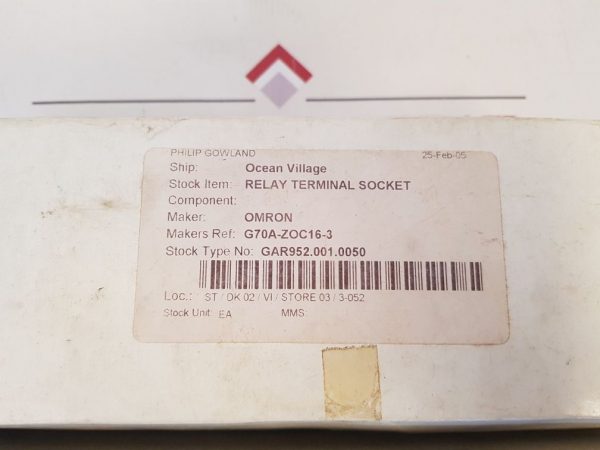 PHILIP GOWLAND 25-Feb-05
Ship: Ocean Village
Stock Item: RELAY TERMINAL SOCKET
Component:
Maker: OMRON
Makers Ref: G70A-ZOC16-3
Stock Type No: GAR952.001.0050
Loc.: ST / DK 02 / VI / STORE 03 / 3-052
Stock Unit: EA MMS: